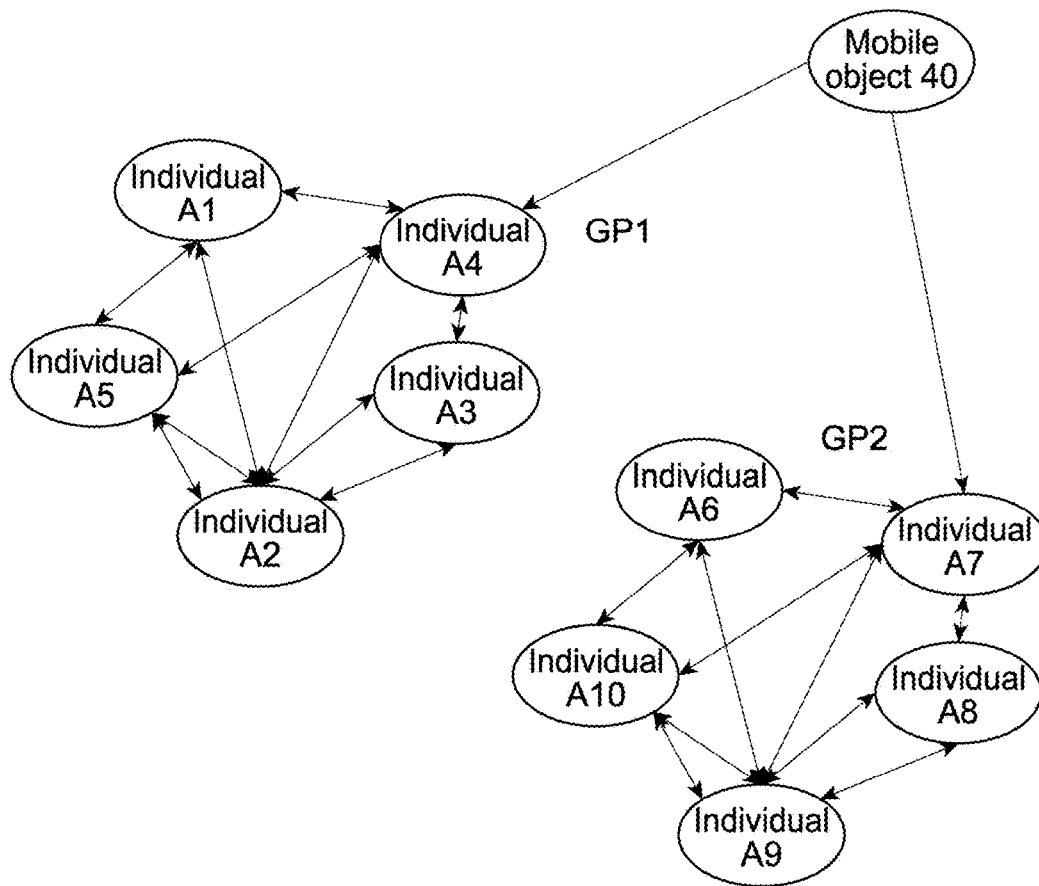 Mobile
object 40
Individual
A1
Individual
A4
GP1
Individual
A5
Individual
A3
Individual
A2
GP2
Individual
A6
Individual
A7
Individual
A10
Individual
A8
Individual
A9